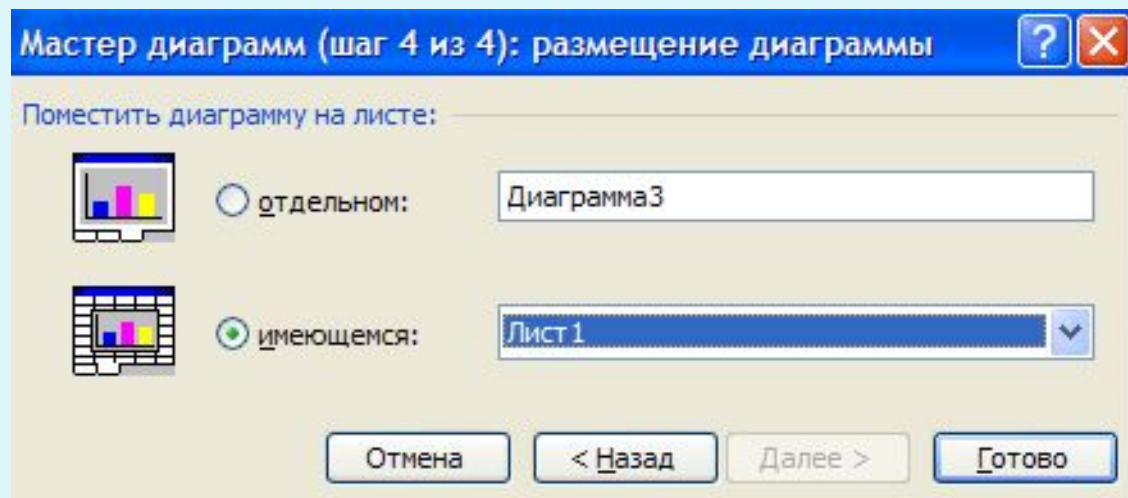 Мастер диаграмм (шаг 4 из 4): размещение диаграммы
Поместить диаграмму на листе:
отдельном: Диаграмма3
имеющемся: Лист1
Отмена < Назад Далее > Готово